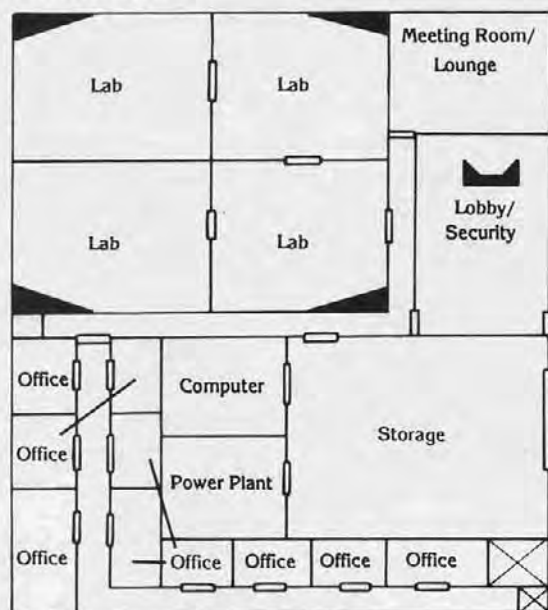 Meeting Room/
Lounge
Lab
Lab
Lobby/
Security
Lab
Lab
Office
Computer
Office
Storage
Power Plant
Office
Office
Office
Office
Office